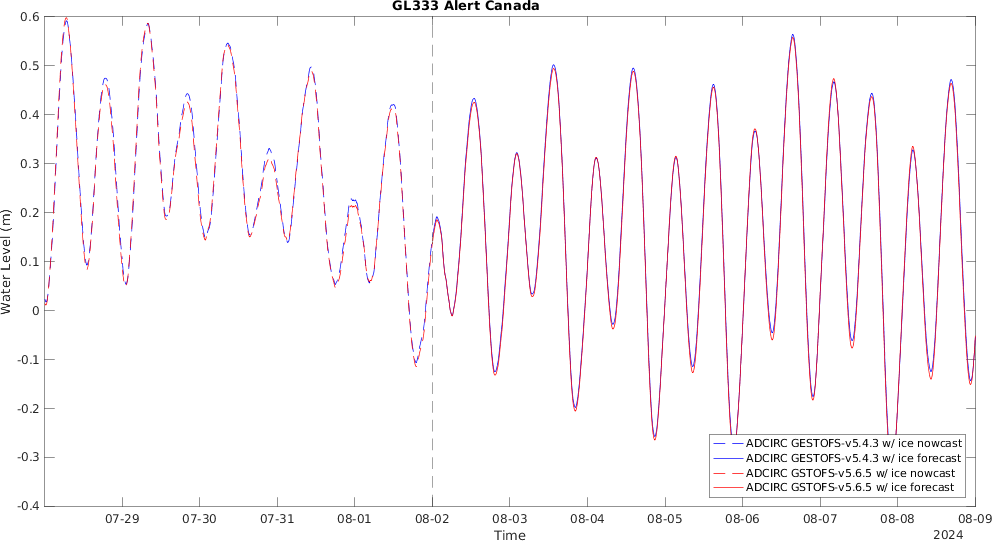 GL333 Alert Canada
0.6
0.5
0.4
0.3
0.2
0.1
0
-0.1
-0.2
-0.3
-0.4
Water Level (m)
ADCIRC GESTOFS-v5.4.3 w/ ice nowcast
ADCIRC GESTOFS-v5.4.3 w/ ice forecast
ADCIRC GSTOFS-v5.6.5 w/ ice nowcast
ADCIRC GSTOFS-v5.6.5 w/ ice forecast
07-29 07-30 07-31 08-01 08-02 08-03 08-04 08-05 08-06 08-07 08-08 08-09
Time
2024